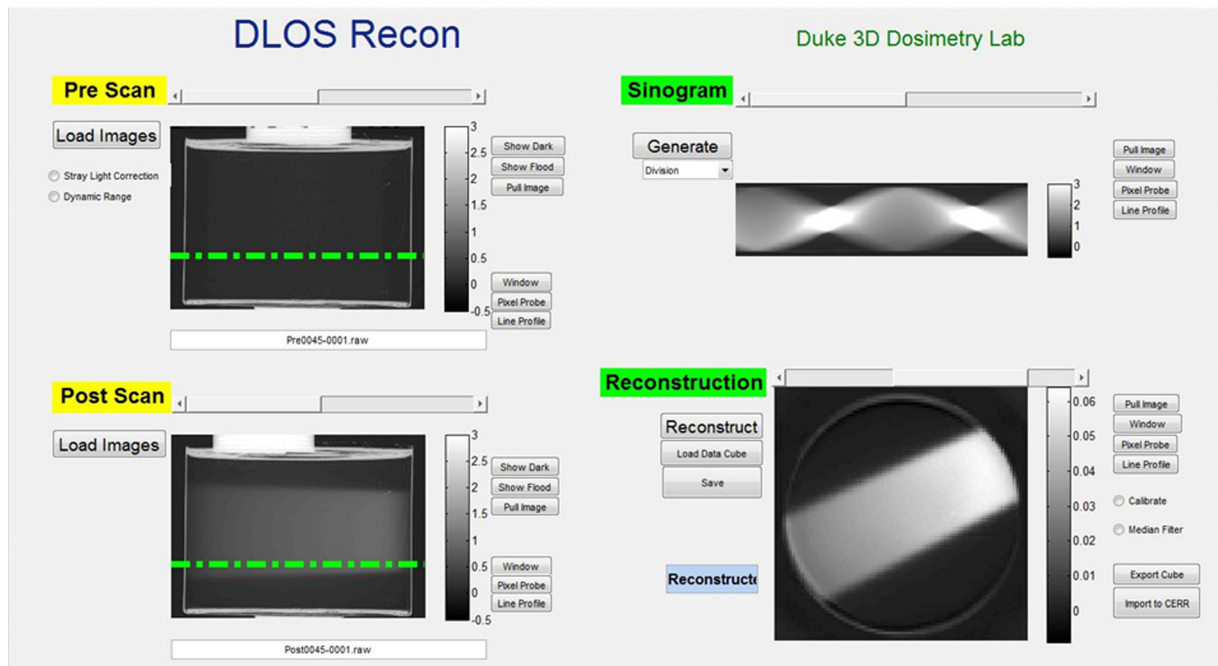 DLOS Recon
Duke 3D Dosimetry Lab
Pre Scan
Load Images
Stray Light Correction
Dynamic Range
3
2.5
2
1.5
1
0.5
0
-0.5
Show Dark
Show Flood
Pull Image
Window
Pixel Probe
Line Profile
Pre0045-0001.raw
Sinogram
Generate
Division
3
2
1
0
Pull Image
Window
Pixel Probe
Line Profile
Post Scan
Load Images
3
2.5
2
1.5
1
0.5
0
-0.5
Show Dark
Show Flood
Pull Image
Window
Pixel Probe
Line Profile
Post0045-0001.raw
Reconstruction
Reconstruct
Load Data Cube
Save
Reconstructe
0.06
0.05
0.04
0.03
0.02
0.01
0
Pull Image
Window
Pixel Probe
Line Profile
Calibrate
Median Filter
Export Cube
Import to CERR